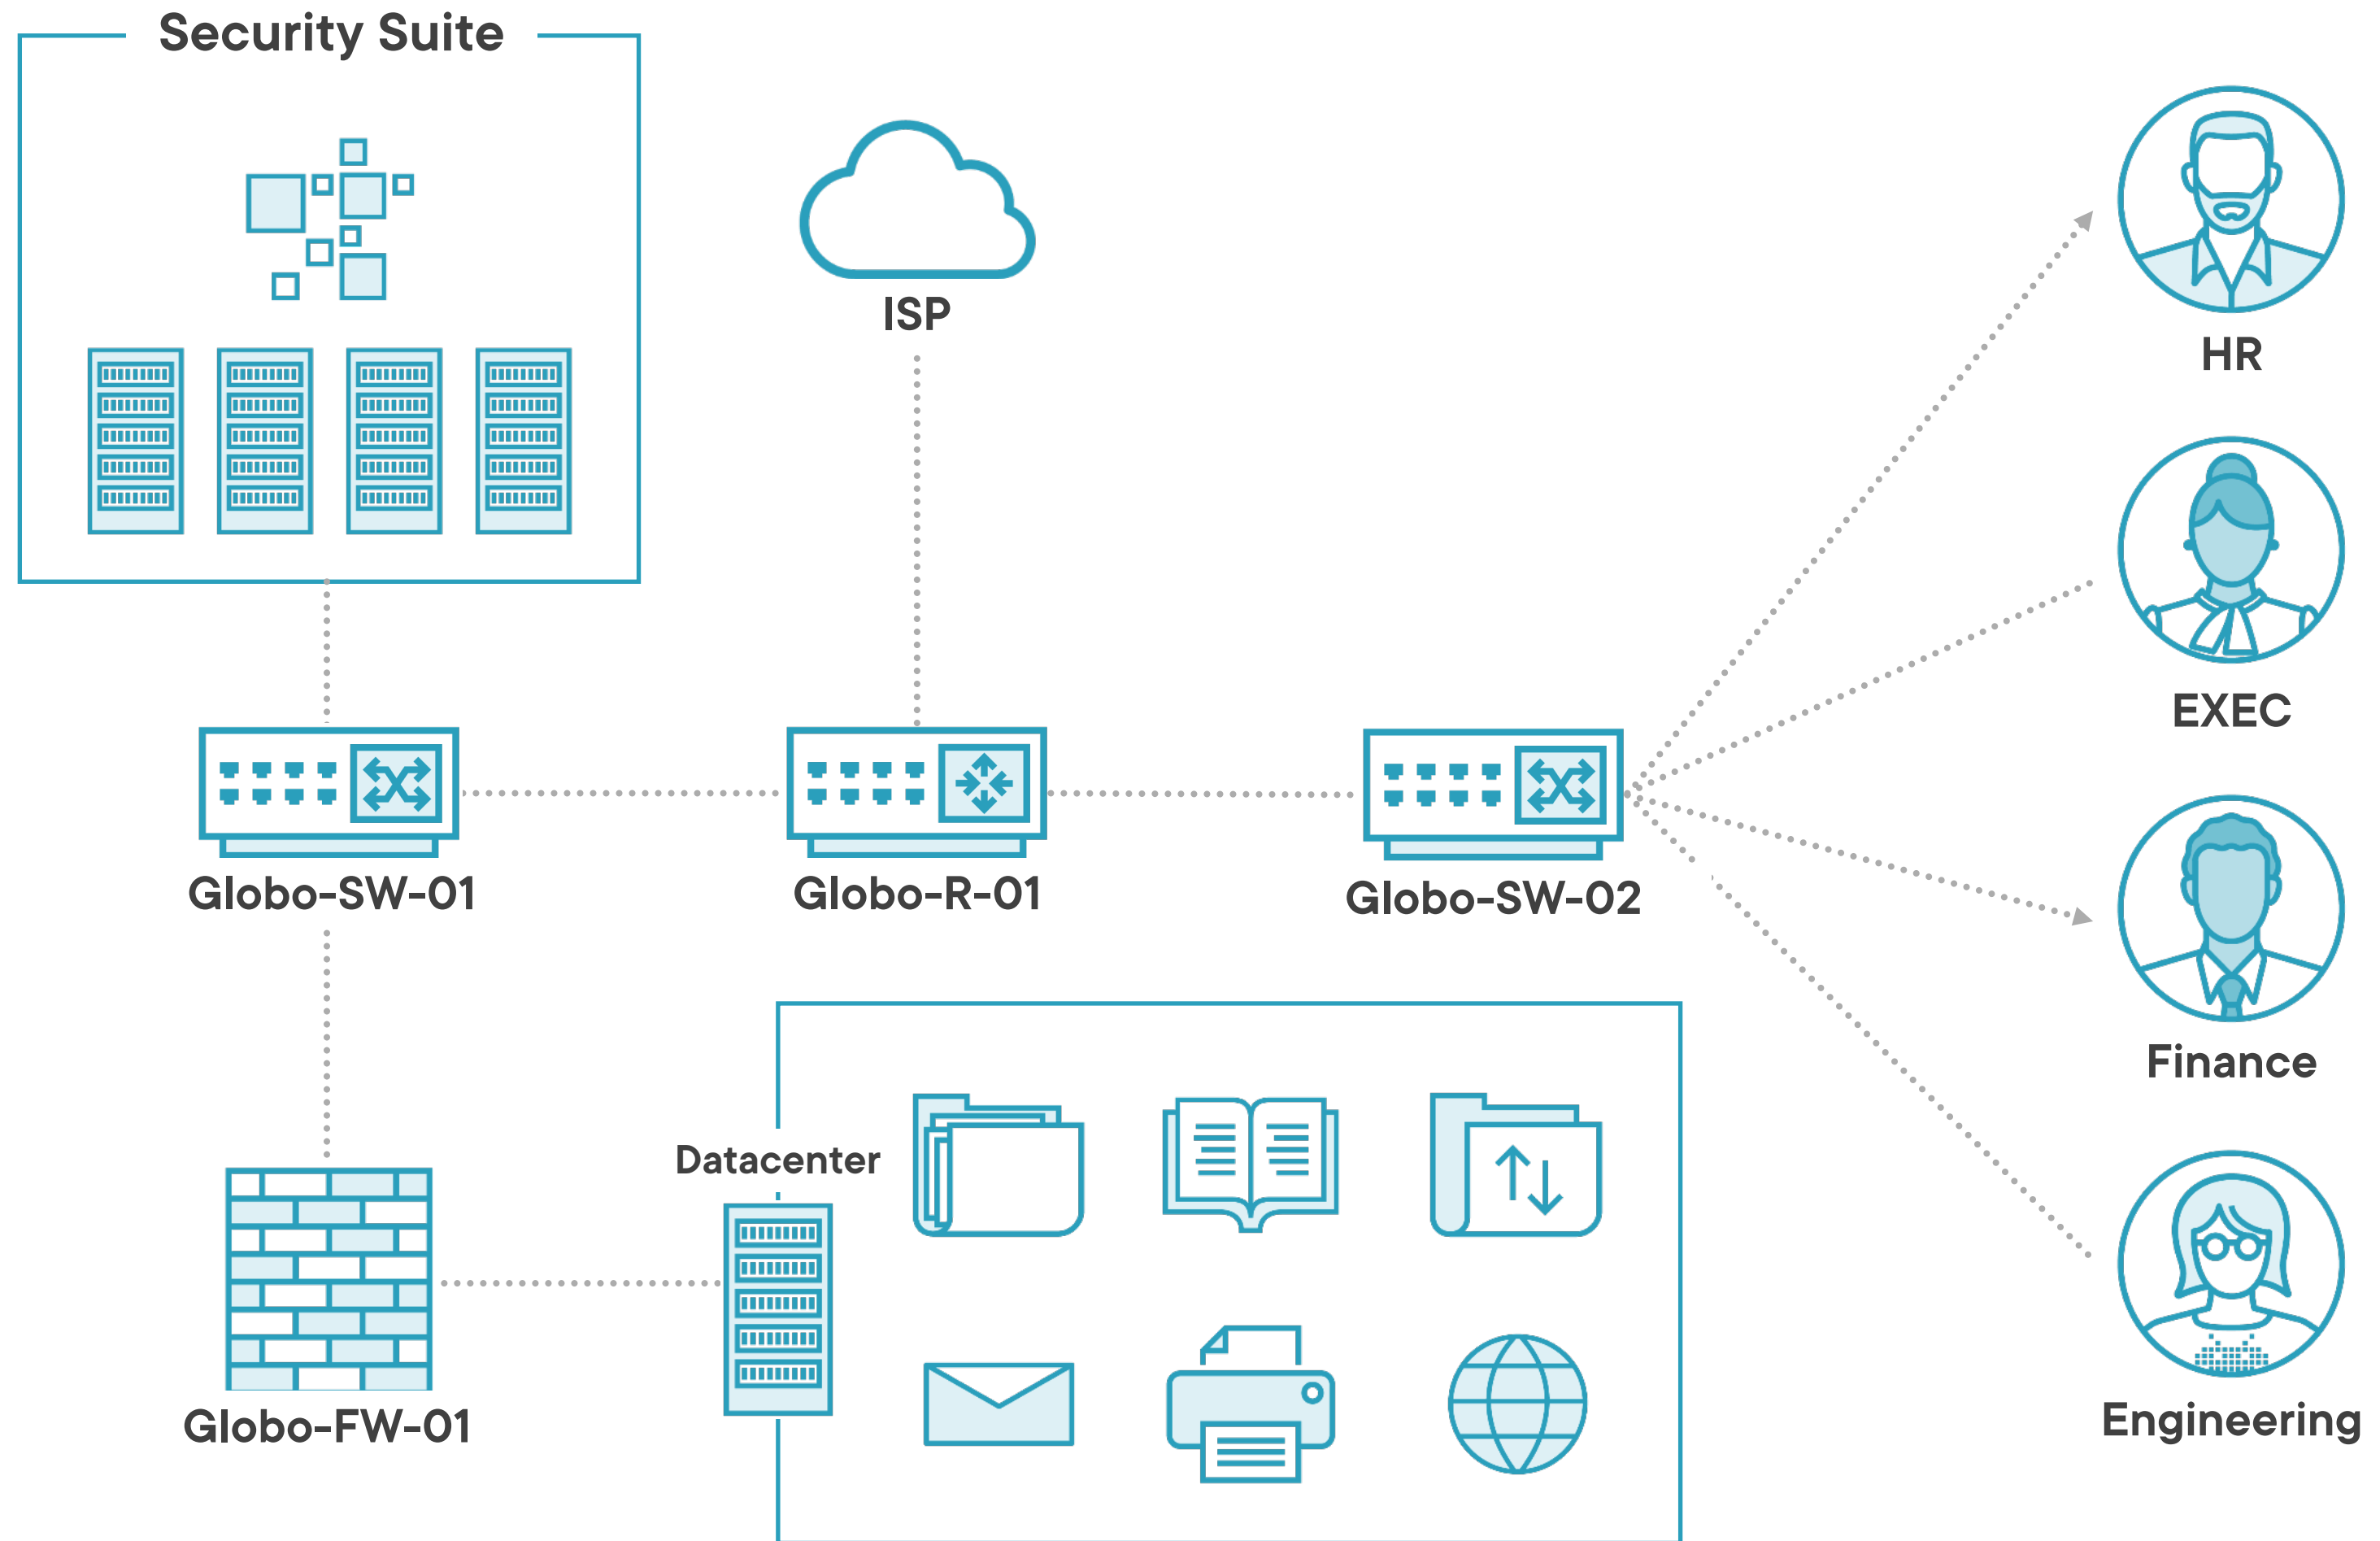 Security Suite
ISP
HR
EXEC
Globo-SW-01
Globo-R-01
Globo-SW-02
Finance
Datacenter
Globo-FW-01
Engineering